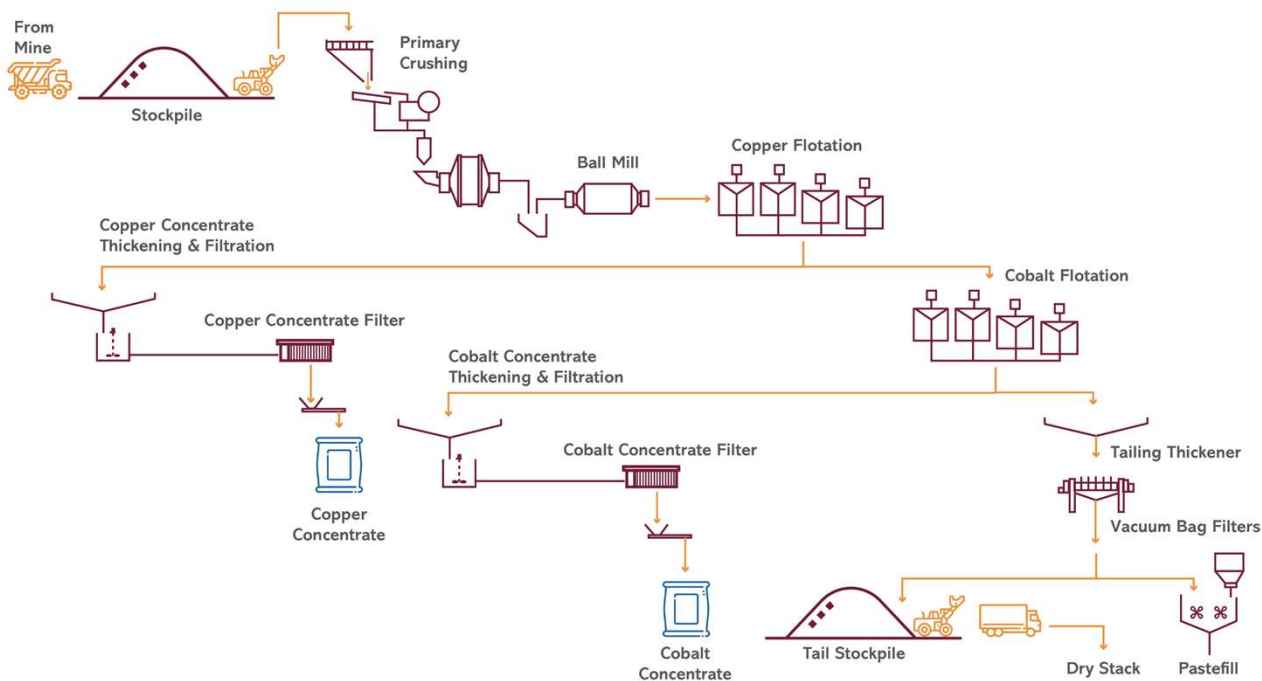 From
Mine
Stockpile
Primary
Crushing
Ball Mill
Copper Flotation
Copper Concentrate
Thickening & Filtration
Cobalt Flotation
Copper Concentrate Filter
Cobalt Concentrate
Thickening & Filtration
Copper
Concentrate
Cobalt Concentrate Filter
Tailing Thickener
Vacuum Bag Filters
Cobalt
Concentrate
Tail Stockpile
Dry Stack
Pastefill